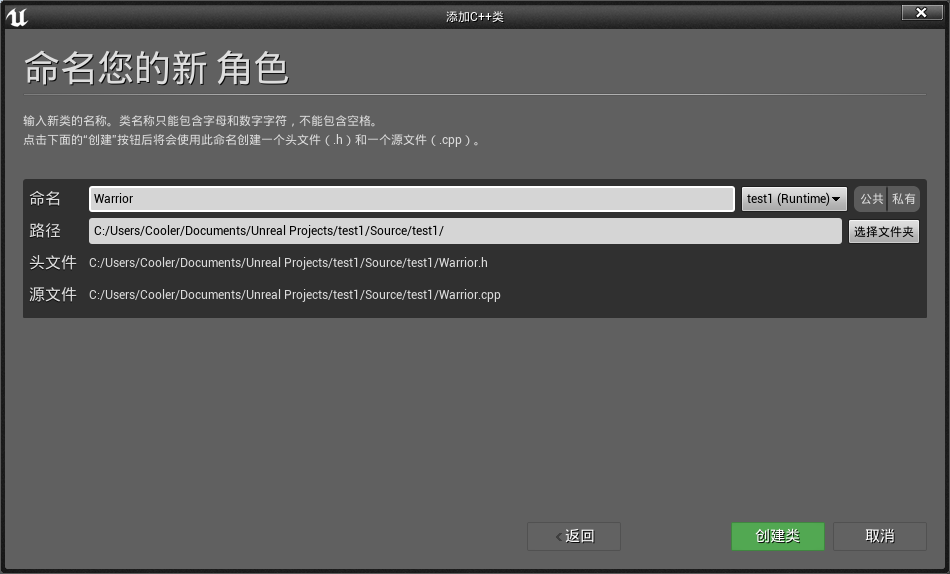 添加C++类
命名您的新 角色
输入新类的名称。类名称只能包含字母和数字字符，不能包含空格。
点击下面的"创建"按钮后将会使用此命名创建一个头文件（.h）和一个源文件（.cpp）。
命名 Warrior test1 (Runtime) 公共 私有
路径 C:/Users/Cooler/Documents/Unreal Projects/test1/Source/test1/ 选择文件夹
头文件 C:/Users/Cooler/Documents/Unreal Projects/test1/Source/test1/Warrior.h
源文件 C:/Users/Cooler/Documents/Unreal Projects/test1/Source/test1/Warrior.cpp
返回 创建类 取消